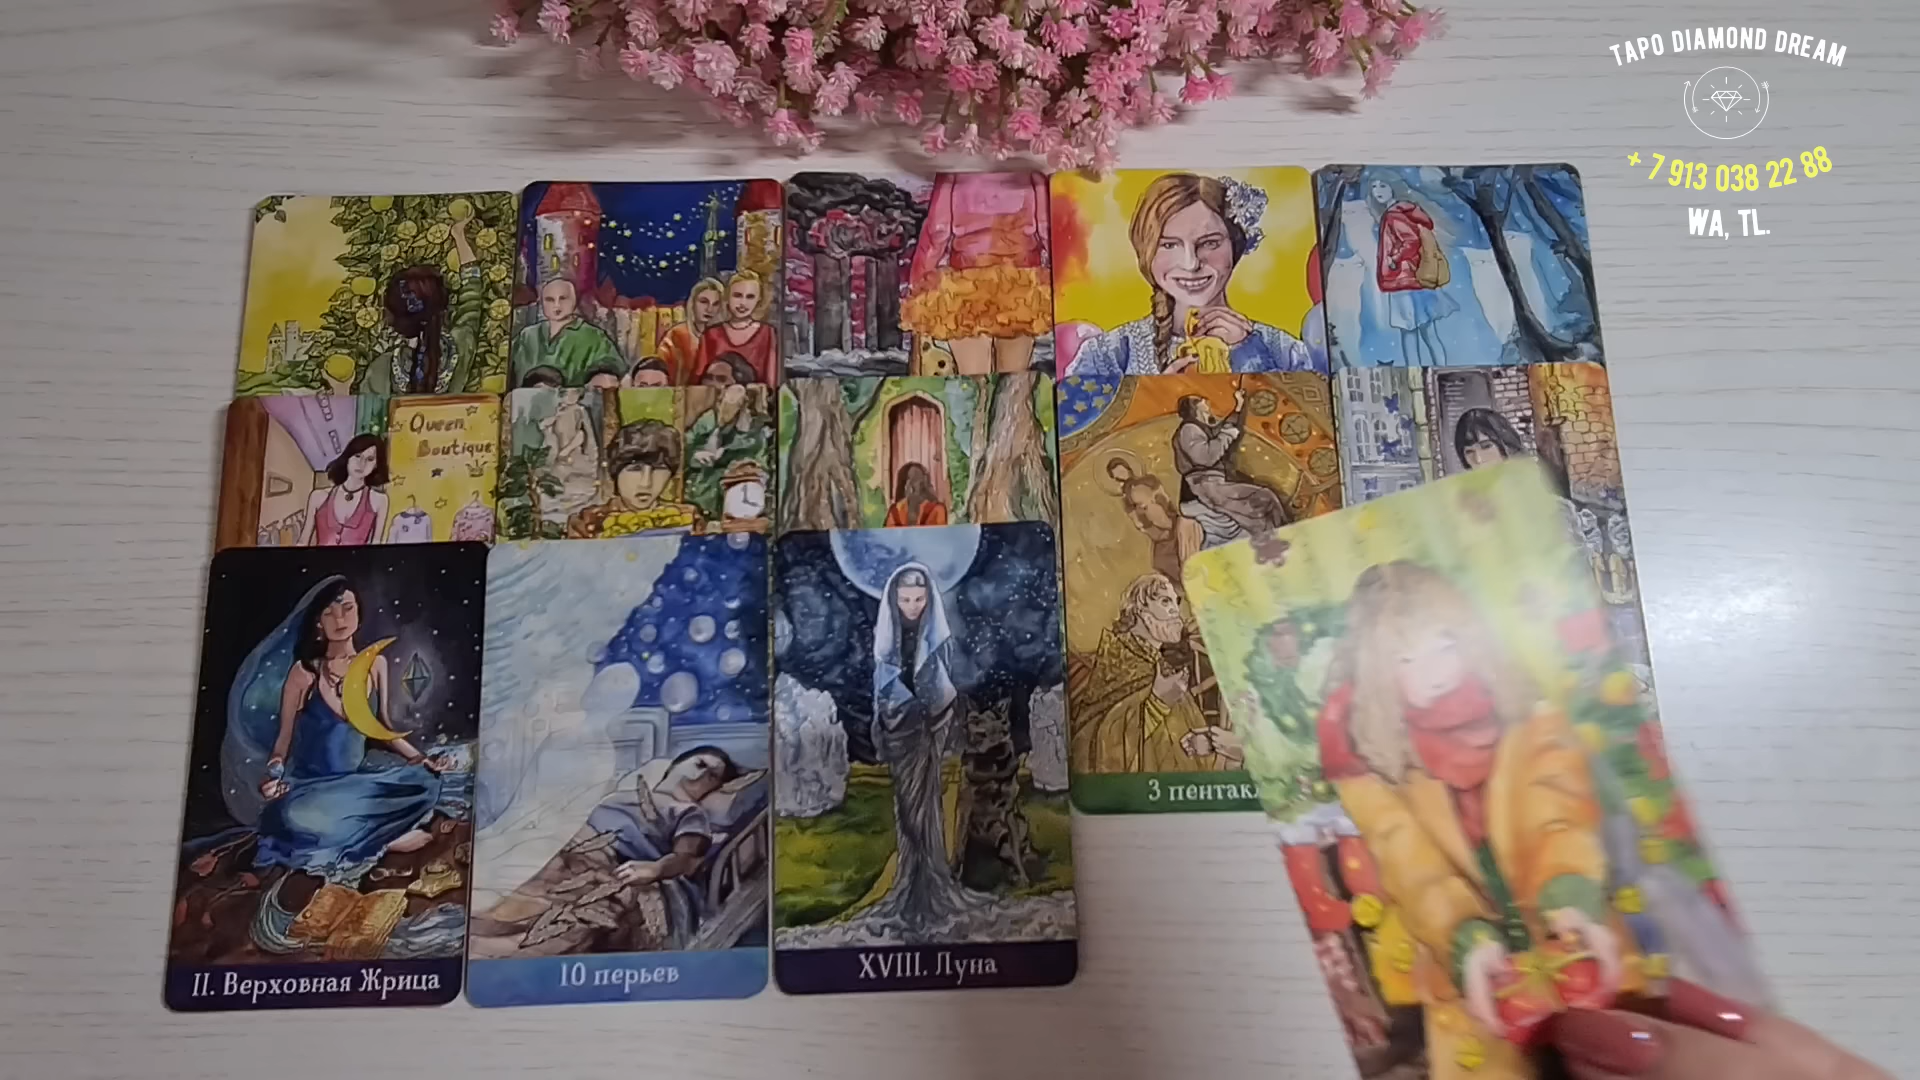 ТАРО DIAMOND DREAM
+ 7 913 038 22 88
WA, TL.
Queen
Boutique
3 пентак
II. Верховная Жрица
10 перьев
XVIII. Луна